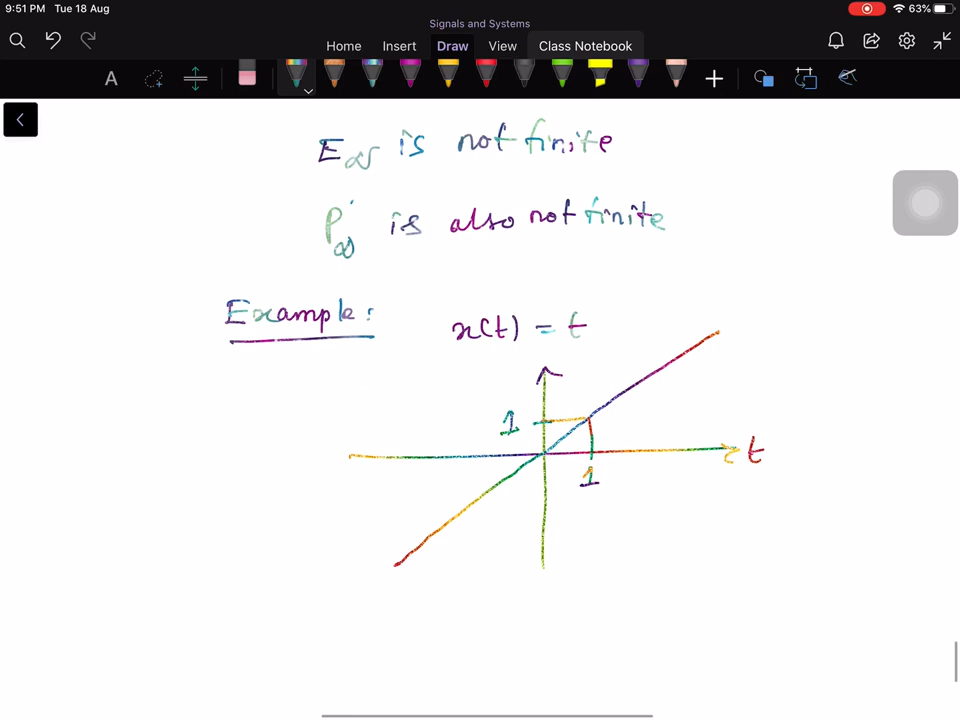 9:51 PM Tue 18 Aug
63%
Signals and Systems
Home Insert Draw View Class Notebook
A
E∞ is not finite
P∞ is also not finite
Example:
x(t) = t
1
t
1